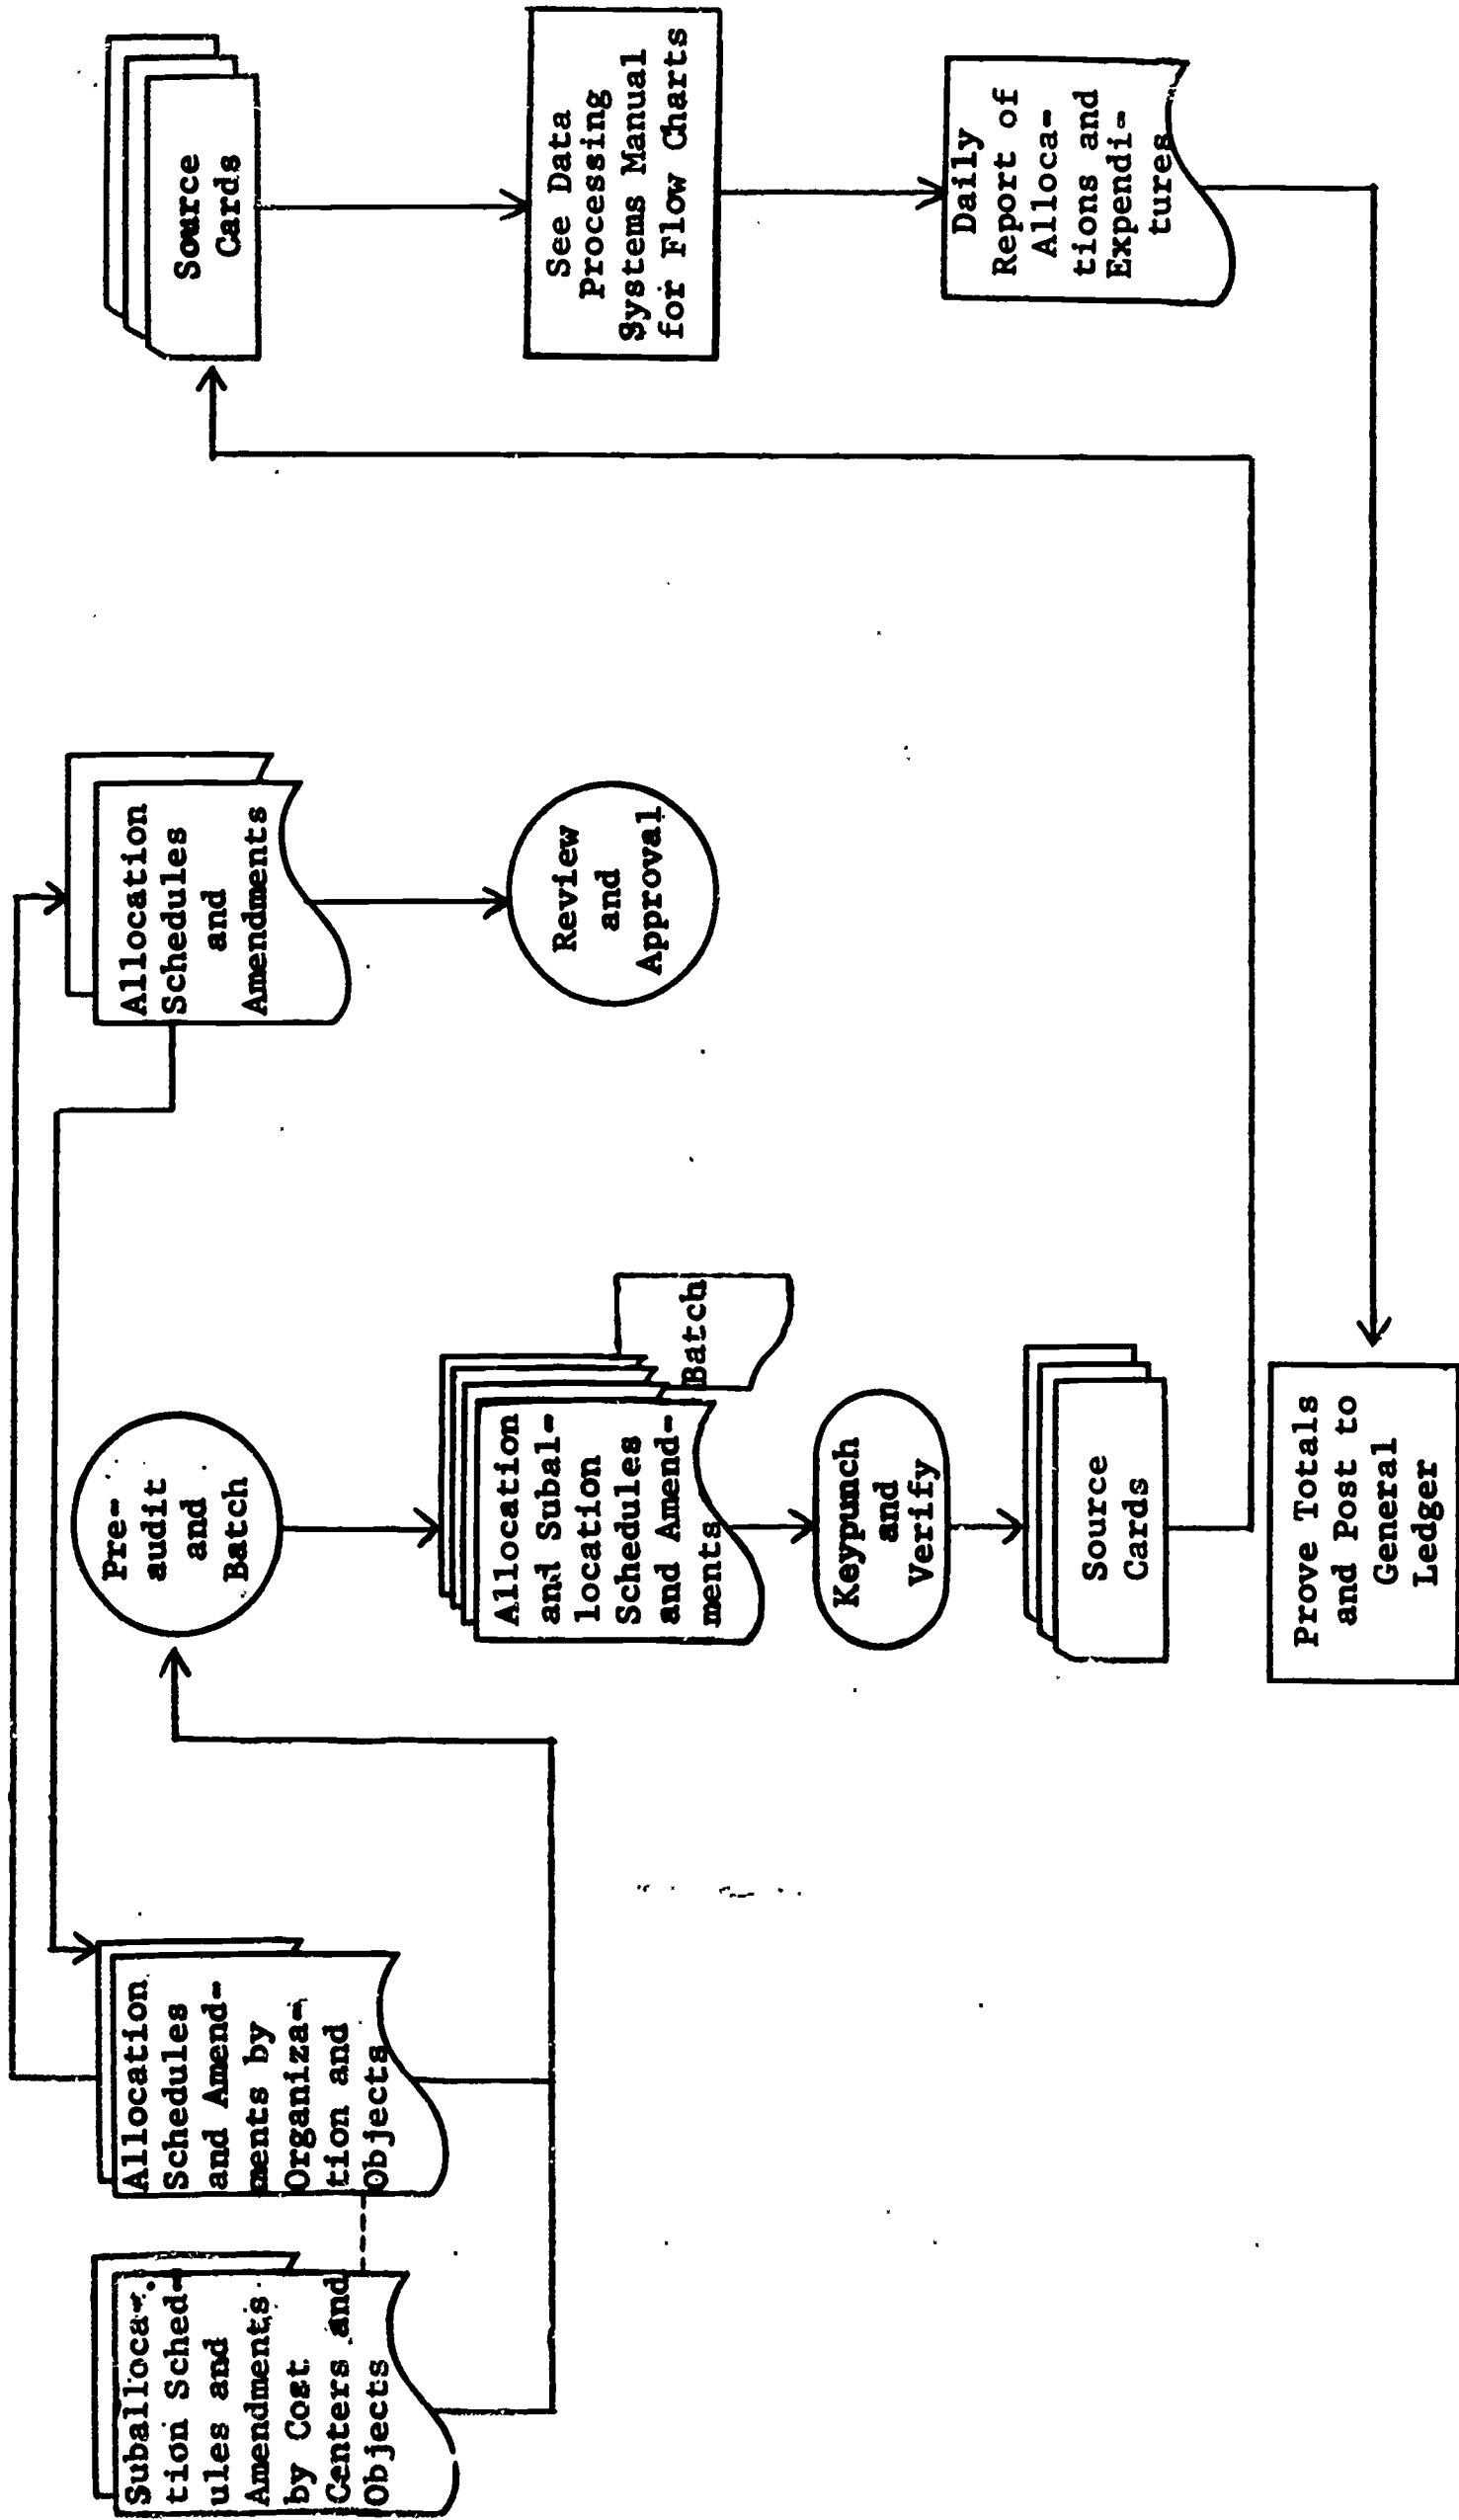 Suballoca-
tion Sched-
ules and
Amendments
by Cost
Centers and
Objects
Allocation
Schedules
and Amend-
ments by
Organiza-
tion and
Objects
Pre-
audit
and
Batch
Allocation
and Subal-
location
Schedules
and Amend-
ments
Batch
Keypunch
and
Verify
Source
Cards
Prove Totals
and Post to
General
Ledger
Allocation
Schedules
and
Amendments
Review
and
Approval
Source
Cards
See Data
Processing
Systems Manual
for Flow Charts
Daily
Report of
Alloca-
tions and
Expendi-
tures